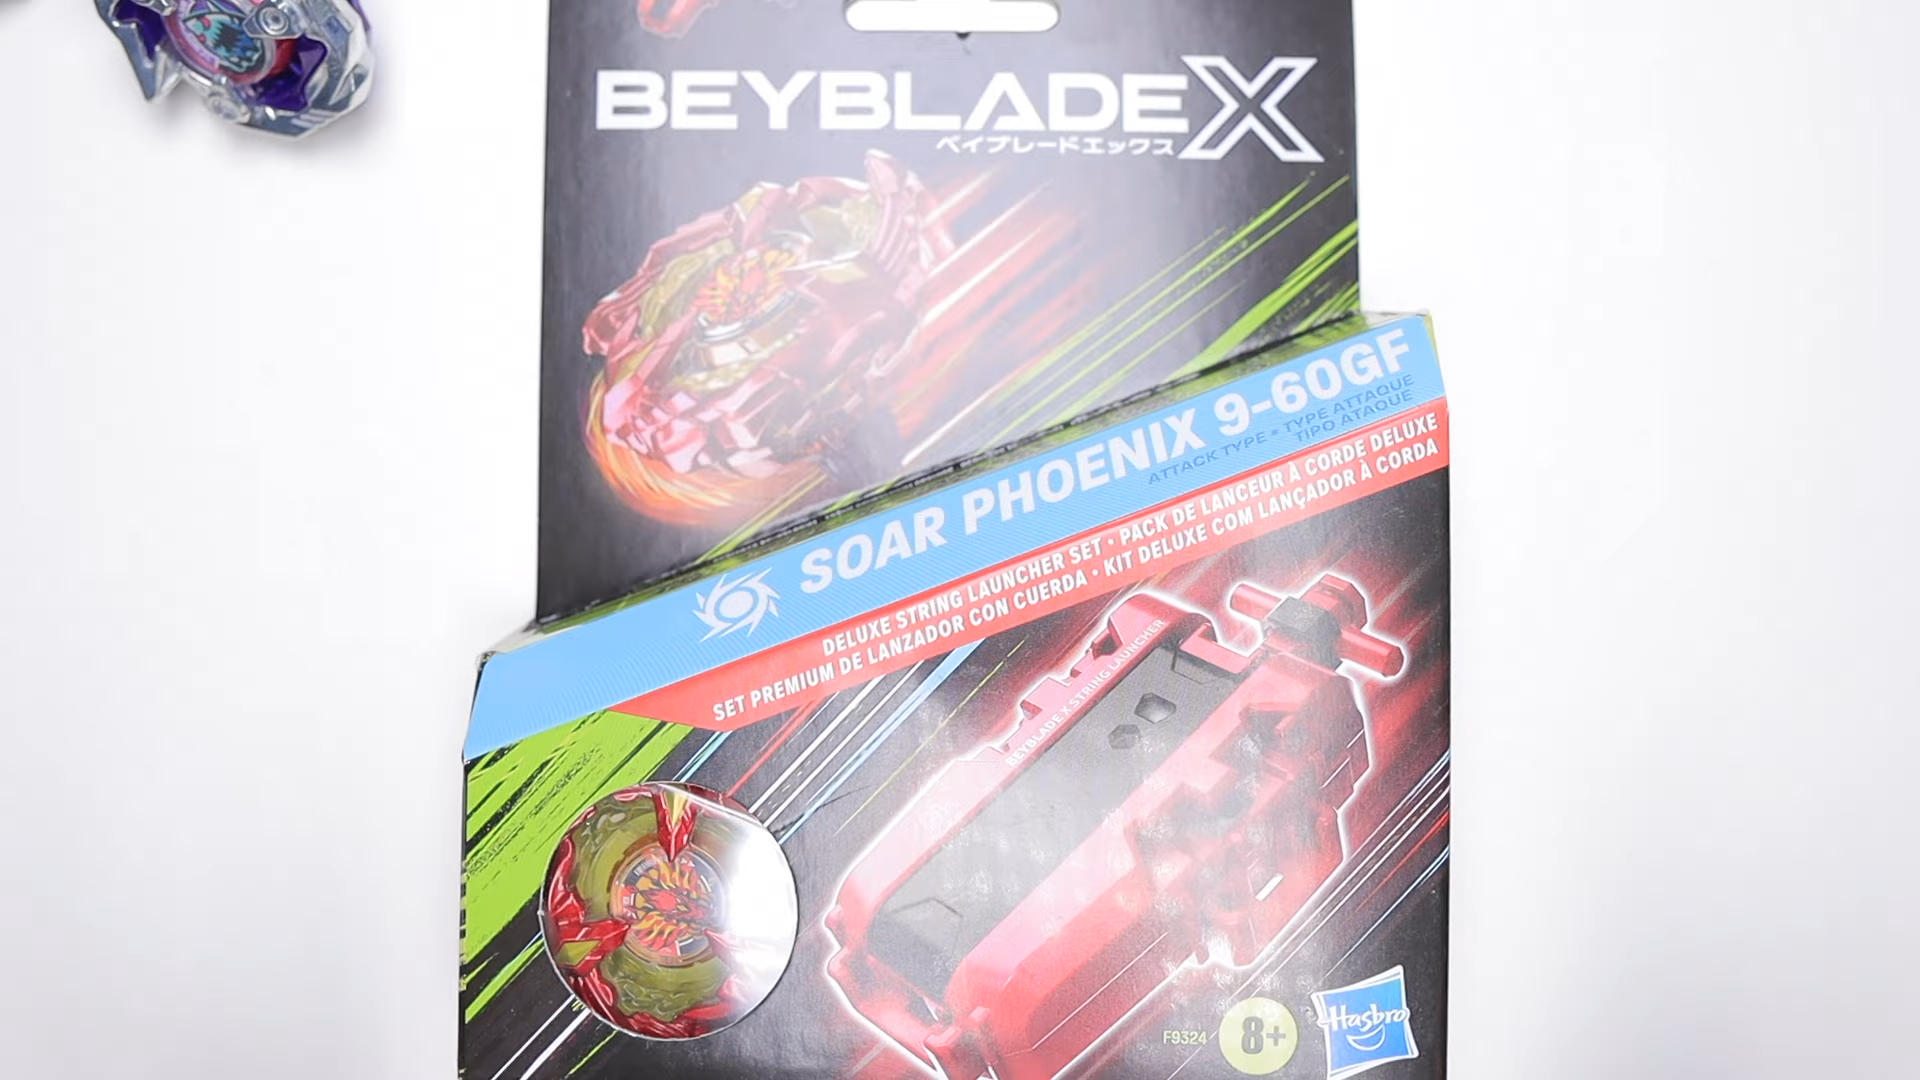 BEYBLADE X
ベイブレードエックス
SOAR PHOENIX 9-60GF
ATTACK TYPE • TYPE ATTAQUE
TIPO ATAQUE
DELUXE STRING LAUNCHER SET • PACK DE LANCEUR À CORDE DELUXE
SET PREMIUM DE LANZADOR CON CUERDA • KIT DELUXE COM LANÇADOR À CORDA
BEYBLADE X STRING LAUNCHER
F9324
8+
Hasbro